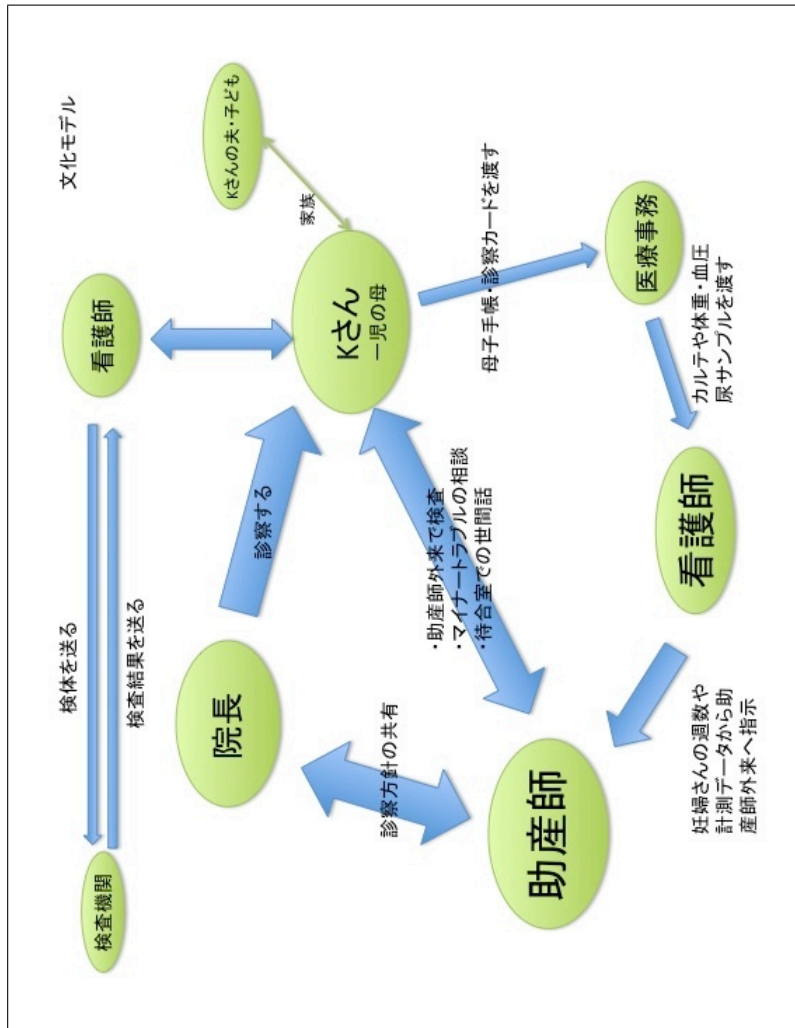 文化モデル
検体を送る
検査機関
看護師
検査結果を送る
院長
Kさんの夫・子ども
診察する
家族
Kさん
一児の母
診察方針の共有
・助産師外来で検査
・マイナートラブルの相談
・待合室での世間話
母子手帳・診察カードを渡す
助産師
医療事務
看護師
カルテや体重・血圧
尿サンプルを渡す
妊婦さんの週数や
計測データから助
産師外来へ指示